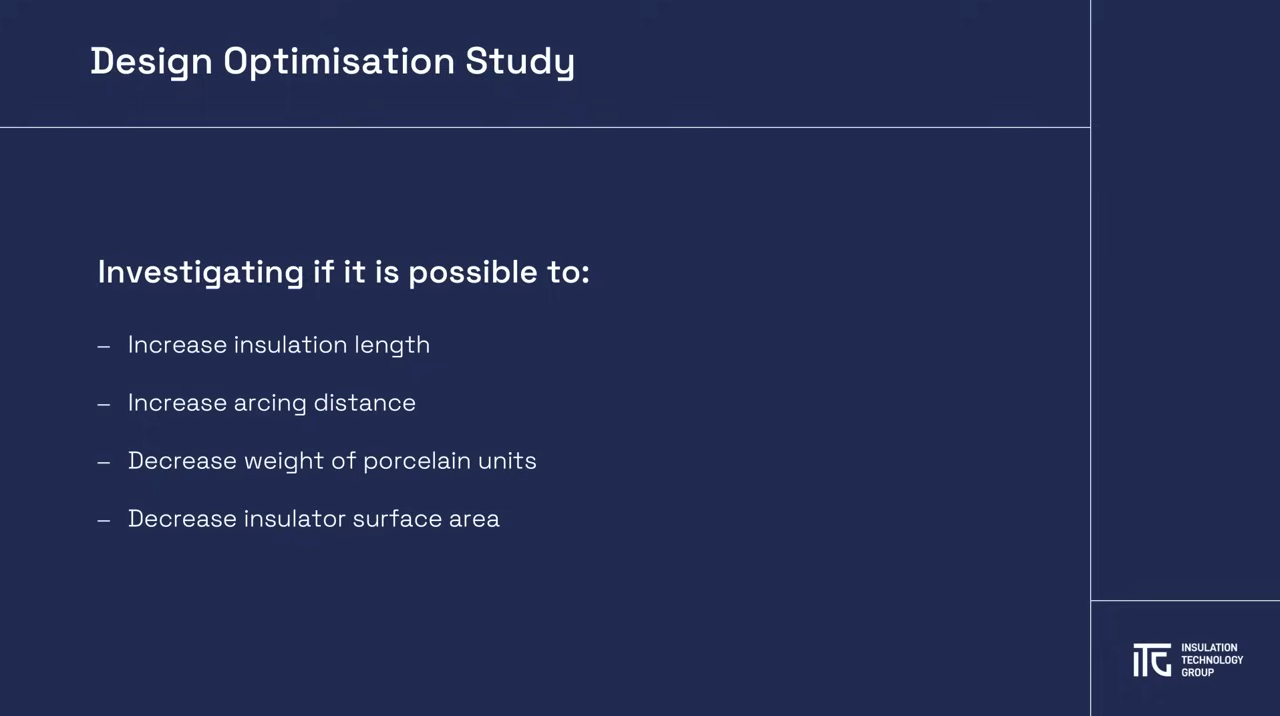 Design Optimisation Study
Investigating if it is possible to:
– Increase insulation length
– Increase arcing distance
– Decrease weight of porcelain units
– Decrease insulator surface area
ITG
INSULATION
TECHNOLOGY
GROUP